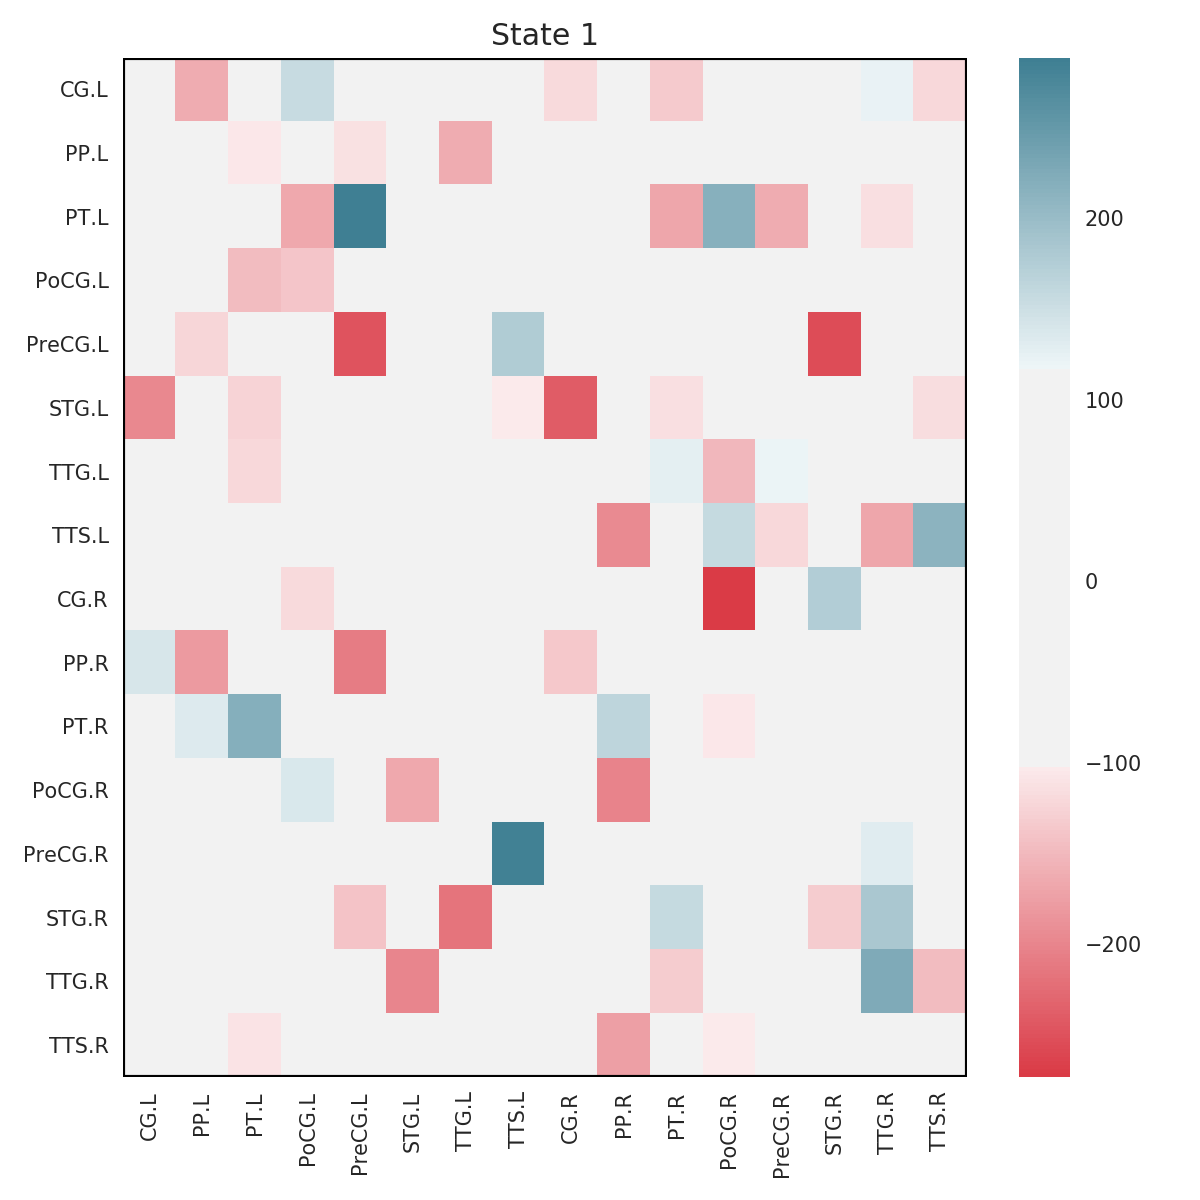 State 1
CG.L
PP.L
PT.L
PoCG.L
PreCG.L
STG.L
TTG.L
TTS.L
CG.R
PP.R
PT.R
PoCG.R
PreCG.R
STG.R
TTG.R
TTS.R
CG.L
PP.L
PT.L
PoCG.L
PreCG.L
STG.L
TTG.L
TTS.L
CG.R
PP.R
PT.R
PoCG.R
PreCG.R
STG.R
TTG.R
TTS.R
200
100
0
−100
−200